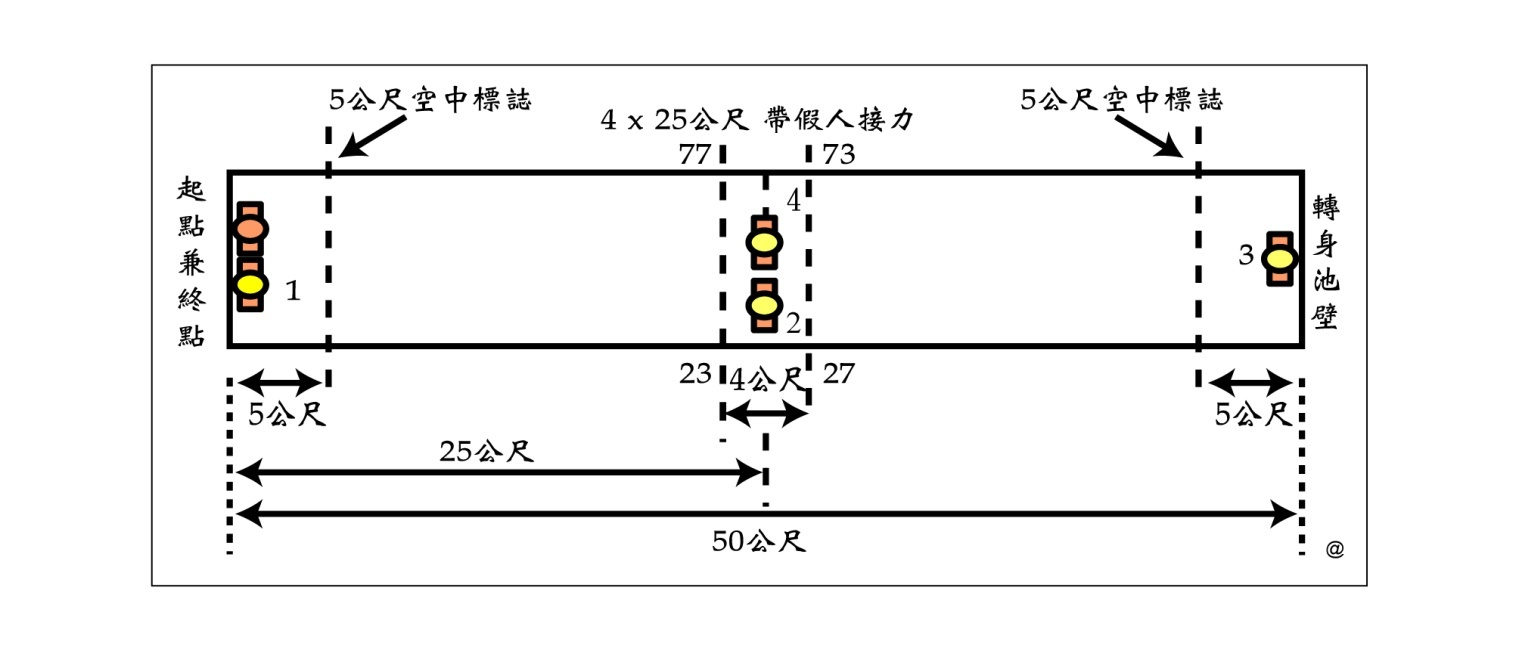 5公尺空中標誌
5公尺空中標誌
4 x 25公尺 帶假人接力
77
73
起點兼終點
1
4
2
3
轉身池壁
23
4公尺
27
5公尺
5公尺
25公尺
50公尺
@